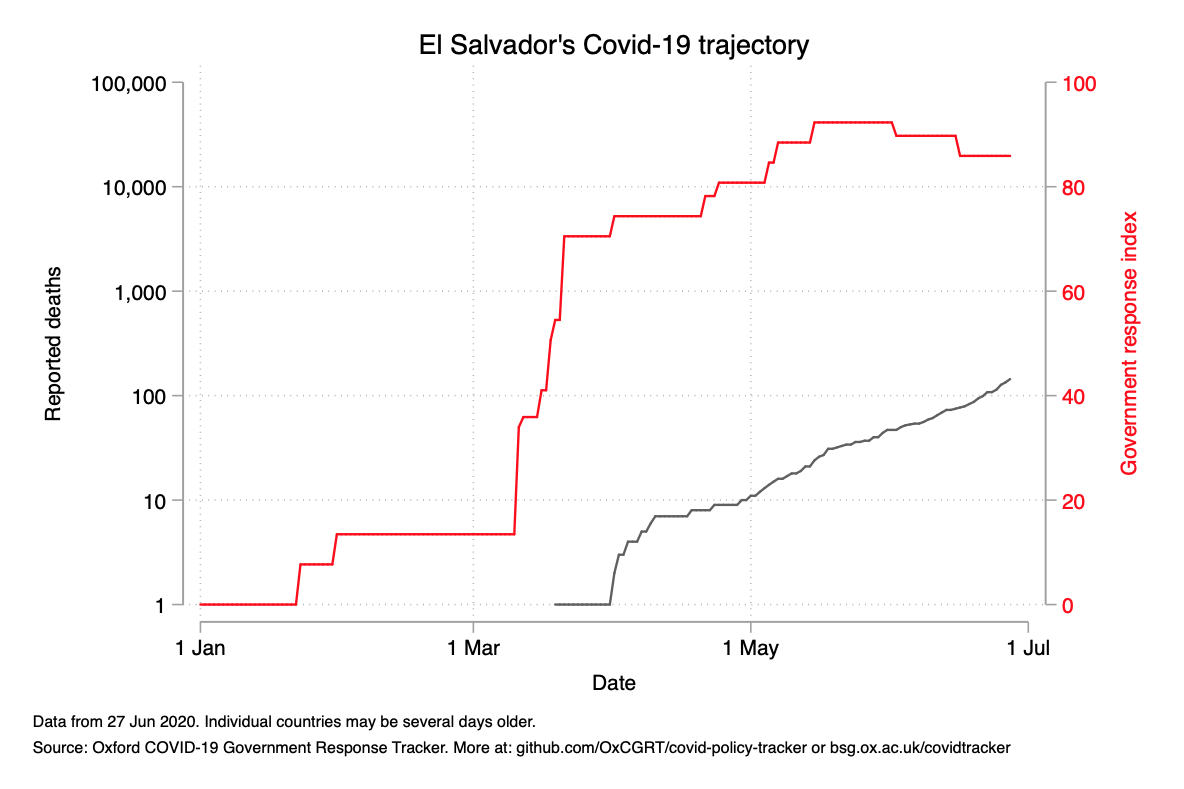 El Salvador's Covid-19 trajectory
100,000
10,000
1,000
100
10
1
Reported deaths
100
80
60
40
20
0
Government response index
1 Jan
1 Mar
1 May
1 Jul
Date
Data from 27 Jun 2020. Individual countries may be several days older.
Source: Oxford COVID-19 Government Response Tracker. More at: github.com/OxCGRT/covid-policy-tracker or bsg.ox.ac.uk/covidtracker